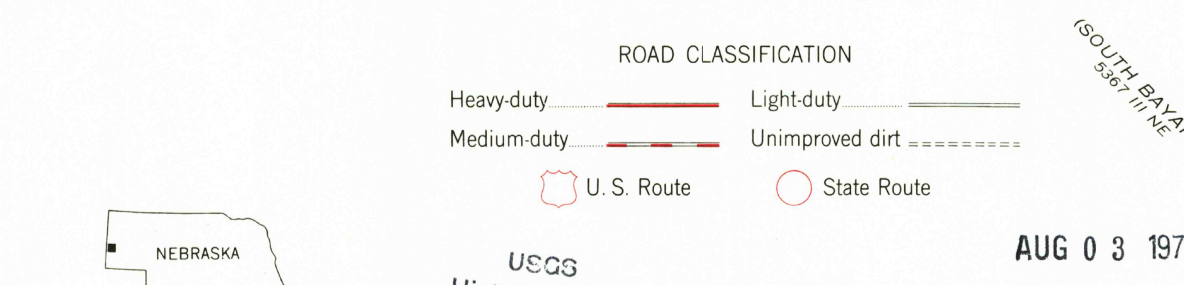 ROAD CLASSIFICATION
Heavy-duty Light-duty
Medium-duty Unimproved dirt
U. S. Route State Route
(SOUTH BAYA
5367 III NE
NEBRASKA
USGS
AUG 0 3 197